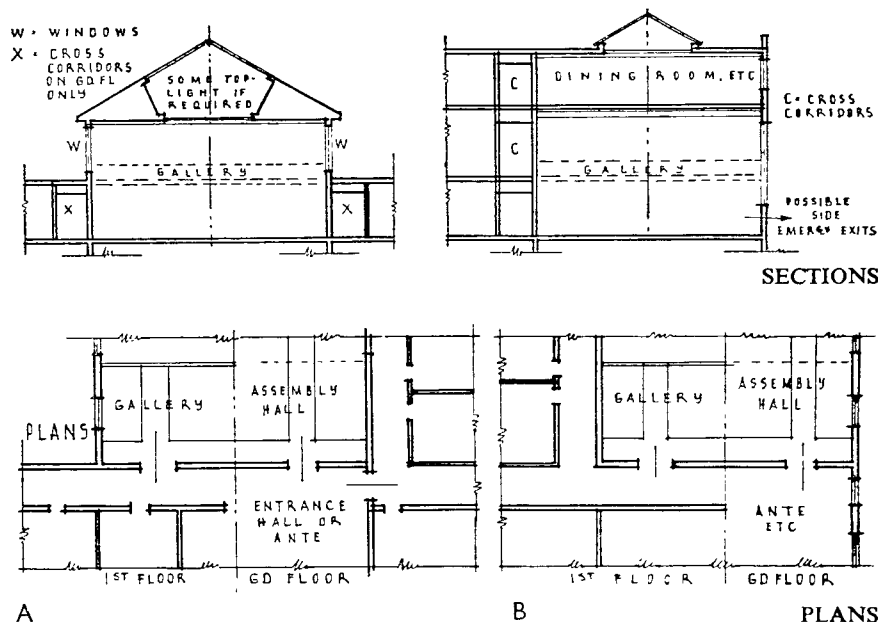 W = WINDOWS
X = CROSS
CORRIDORS
ON GD.FL
ONLY
SOME TOP-
LIGHT IF
REQUIRED
W
W
GALLERY
X
X
C
DINING ROOM, ETC
C = CROSS
CORRIDORS
C
GALLERY
POSSIBLE
SIDE
EMERGY EXITS
SECTIONS
PLANS
GALLERY
ASSEMBLY
HALL
ENTRANCE
HALL OR
ANTE
1ST FLOOR
GD FLOOR
GALLERY
ASSEMBLY
HALL
ANTE
ETC
1ST FLOOR
GD FLOOR
A
B
PLANS